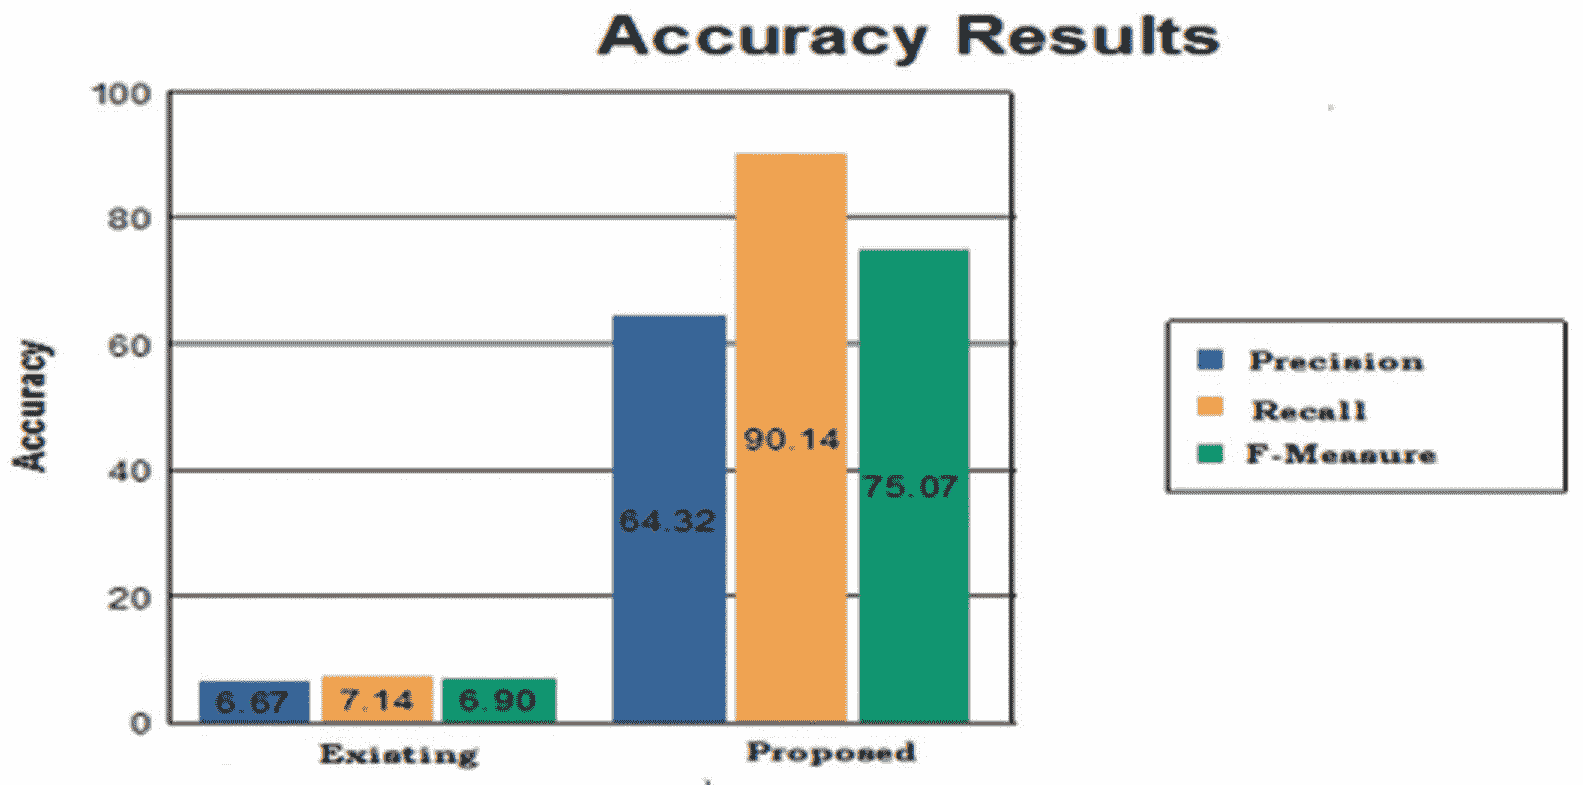 Accuracy Results
100
80
60
40
20
0
Accuracy
6.67
7.14
6.90
64.32
90.14
75.07
Existing
Proposed
Precision
Recall
F-Measure